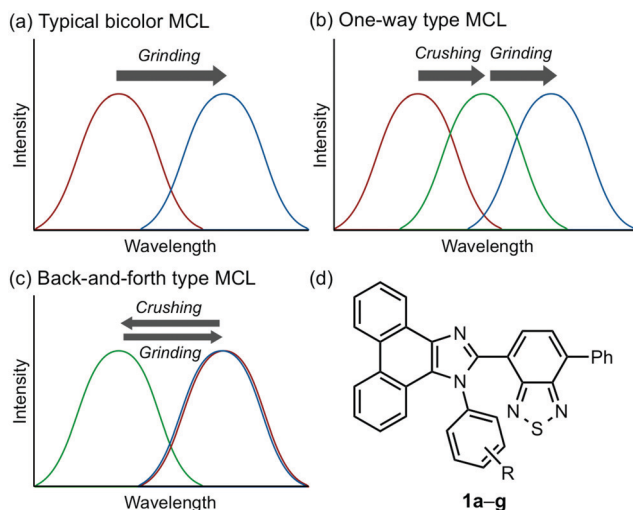 (a) Typical bicolor MCL
Grinding
Intensity
Wavelength
(b) One-way type MCL
Crushing Grinding
Intensity
Wavelength
(c) Back-and-forth type MCL
Crushing
Grinding
Intensity
Wavelength
(d)
N
N
Ph
N
N
S
R
1a–g